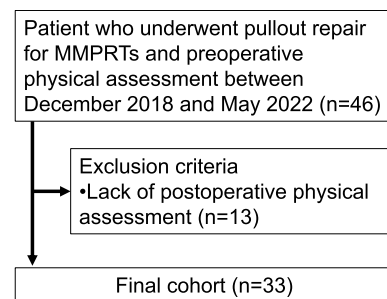 Patient who underwent pullout repair
for MMPRTs and preoperative
physical assessment between
December 2018 and May 2022 (n=46)
Exclusion criteria
•Lack of postoperative physical
assessment (n=13)
Final cohort (n=33)